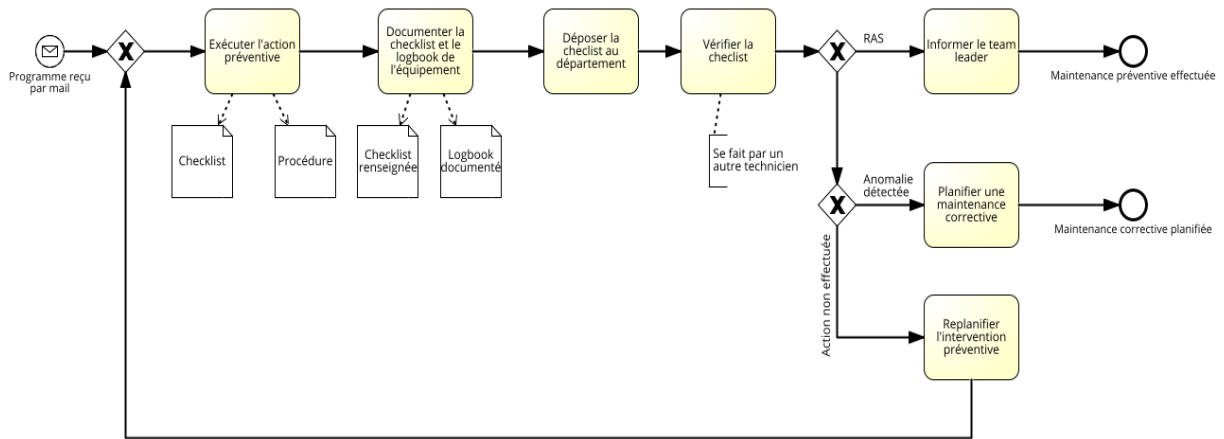 Programme reçu
par mail
X
Exécuter l'action
préventive
Documenter la
checklist et le
logbook de
l'équipement
Déposer la
checlist au
département
Vérifier la
checlist
X
RAS
Informer le team
leader
Maintenance préventive effectuée
Checklist
Procédure
Checklist
renseignée
Logbook
documenté
Se fait par un
autre technicien
X
Anomalie
détectée
Planifier une
maintenance
corrective
Maintenance corrective planifiée
Action non effectuée
Replanifier
l'intervention
préventive